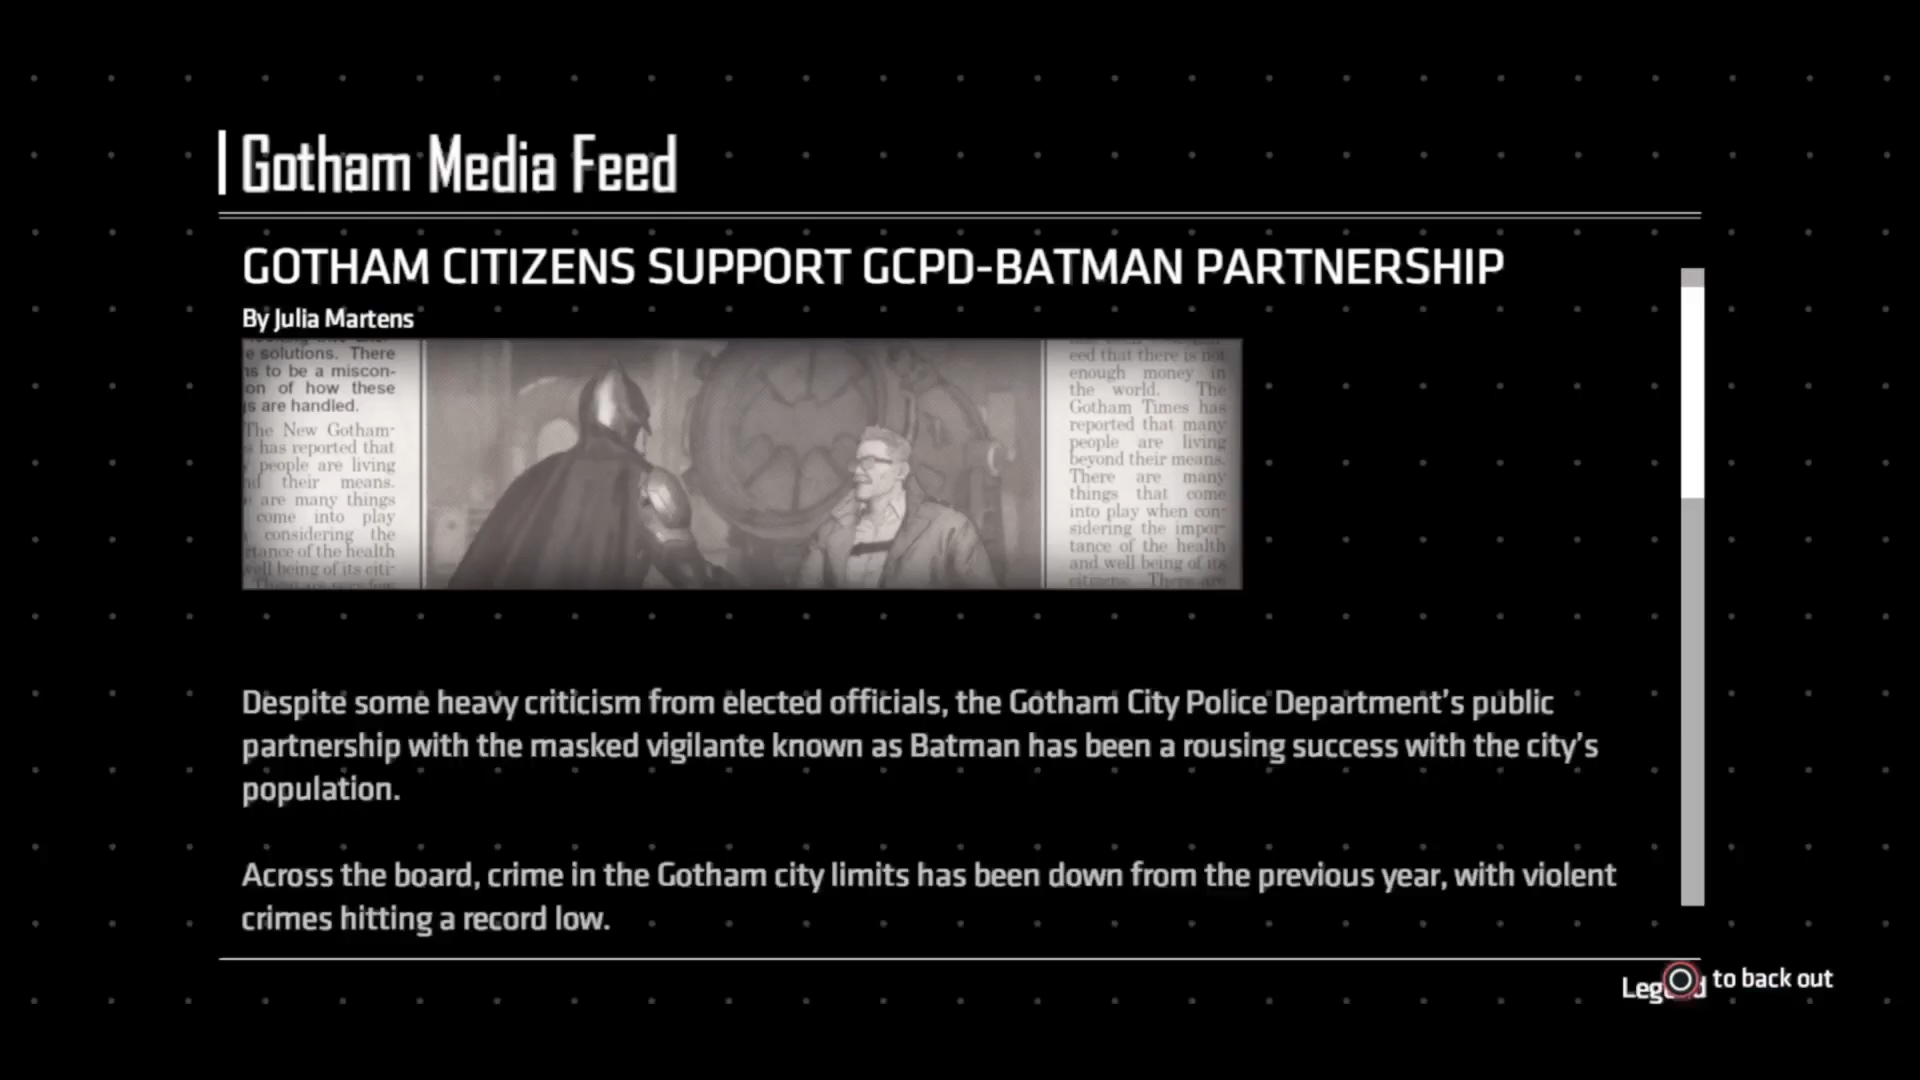 Gotham Media Feed
GOTHAM CITIZENS SUPPORT GCPD-BATMAN PARTNERSHIP
By Julia Martens
e solutions. There
to be a miscon-
on of how these
are handled.
The New Gotham-
has reported that
people are living
their means.
are many things
come into play
considering the
rtance of the health
well being of its citi-
eed that there is not
enough money in
the world. The
Gotham Times has
reported that many
people are living
beyond their means.
There are many
things that come
into play when con-
sidering the impor-
tance of the health
and well being of its
citizens. There are
Despite some heavy criticism from elected officials, the Gotham City Police Department's public
partnership with the masked vigilante known as Batman has been a rousing success with the city's
population.
Across the board, crime in the Gotham city limits has been down from the previous year, with violent
crimes hitting a record low.
to back out